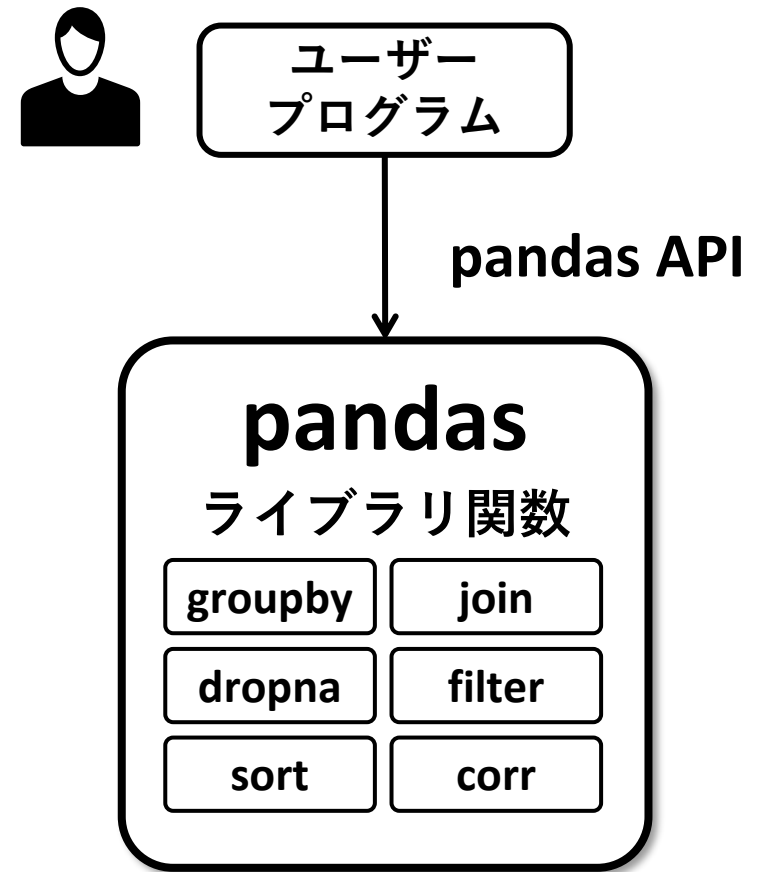 ユーザー
プログラム
pandas API
pandas
ライブラリ関数
groupby
join
dropna
filter
sort
corr